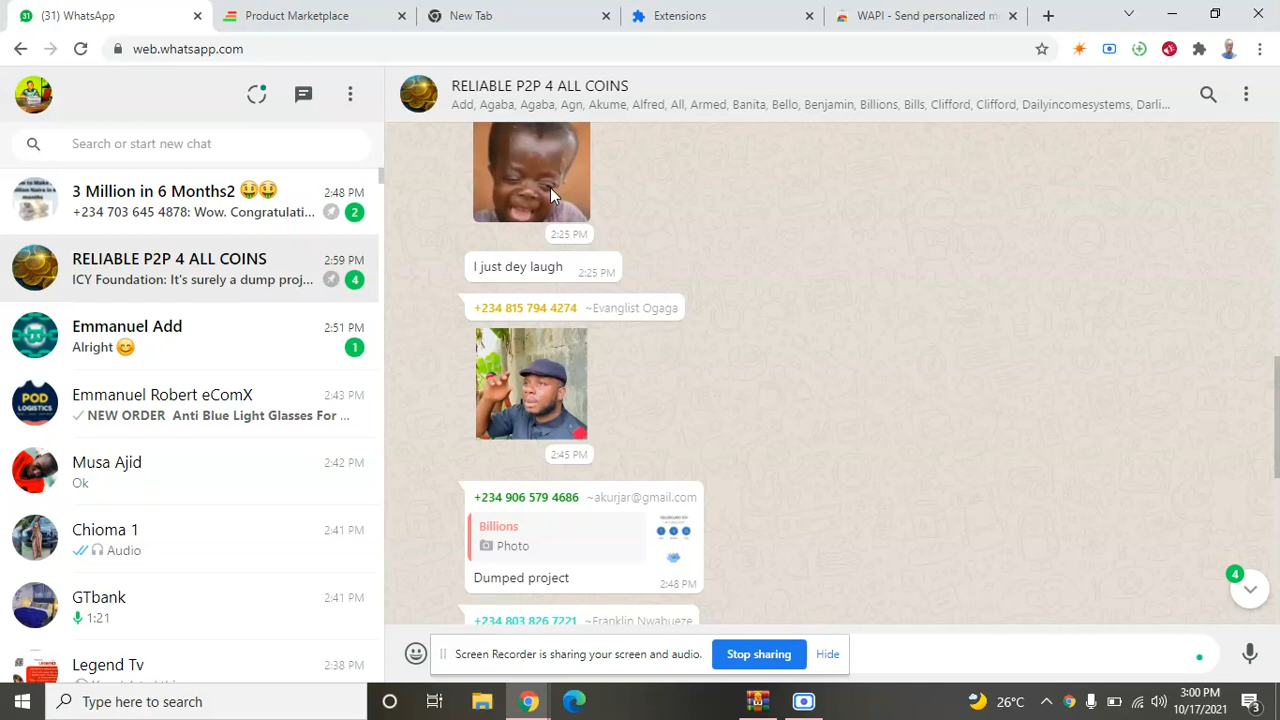 (31) WhatsApp
Product Marketplace
New Tab
Extensions
WAPI - Send personalized m
web.whatsapp.com
RELIABLE P2P 4 ALL COINS
Agaba, Agaba, Agn, Akume, Alfred, All, Armed, Banita, Bello, Benjamin, Billions, Bills, Clifford, Clifford, Dailyincomesystems, Darli...
Search or start new chat
3 Million in 6 Months2 🤑🤑
2:48 PM
+234 703 645 4878: Wow. Congratulati...
2
RELIABLE P2P 4 ALL COINS
2:59 PM
ICY Foundation: It's surely a dump proj...
4
Emmanuel Add
2:51 PM
Alright 😊
1
Emmanuel Robert eComX
2:43 PM
NEW ORDER Anti Blue Light Glasses For ...
POD
LOGISTICS
Musa Ajid
2:42 PM
Ok
Chioma 1
2:41 PM
Audio
GTbank
2:41 PM
1:21
Legend Tv
2:38 PM
2:25 PM
I just dey laugh
2:25 PM
+234 815 794 4274 ~Evanglist Ogaga
2:45 PM
+234 906 579 4686 ~akurjar@gmail.com
Billions
Photo
Dumped project
2:48 PM
+234 803 826 7221 ~Franklin Nwabueze
4
Screen Recorder is sharing your screen and audio.
Stop sharing
Hide
Type here to search
26°C
3:00 PM
10/17/2021
3